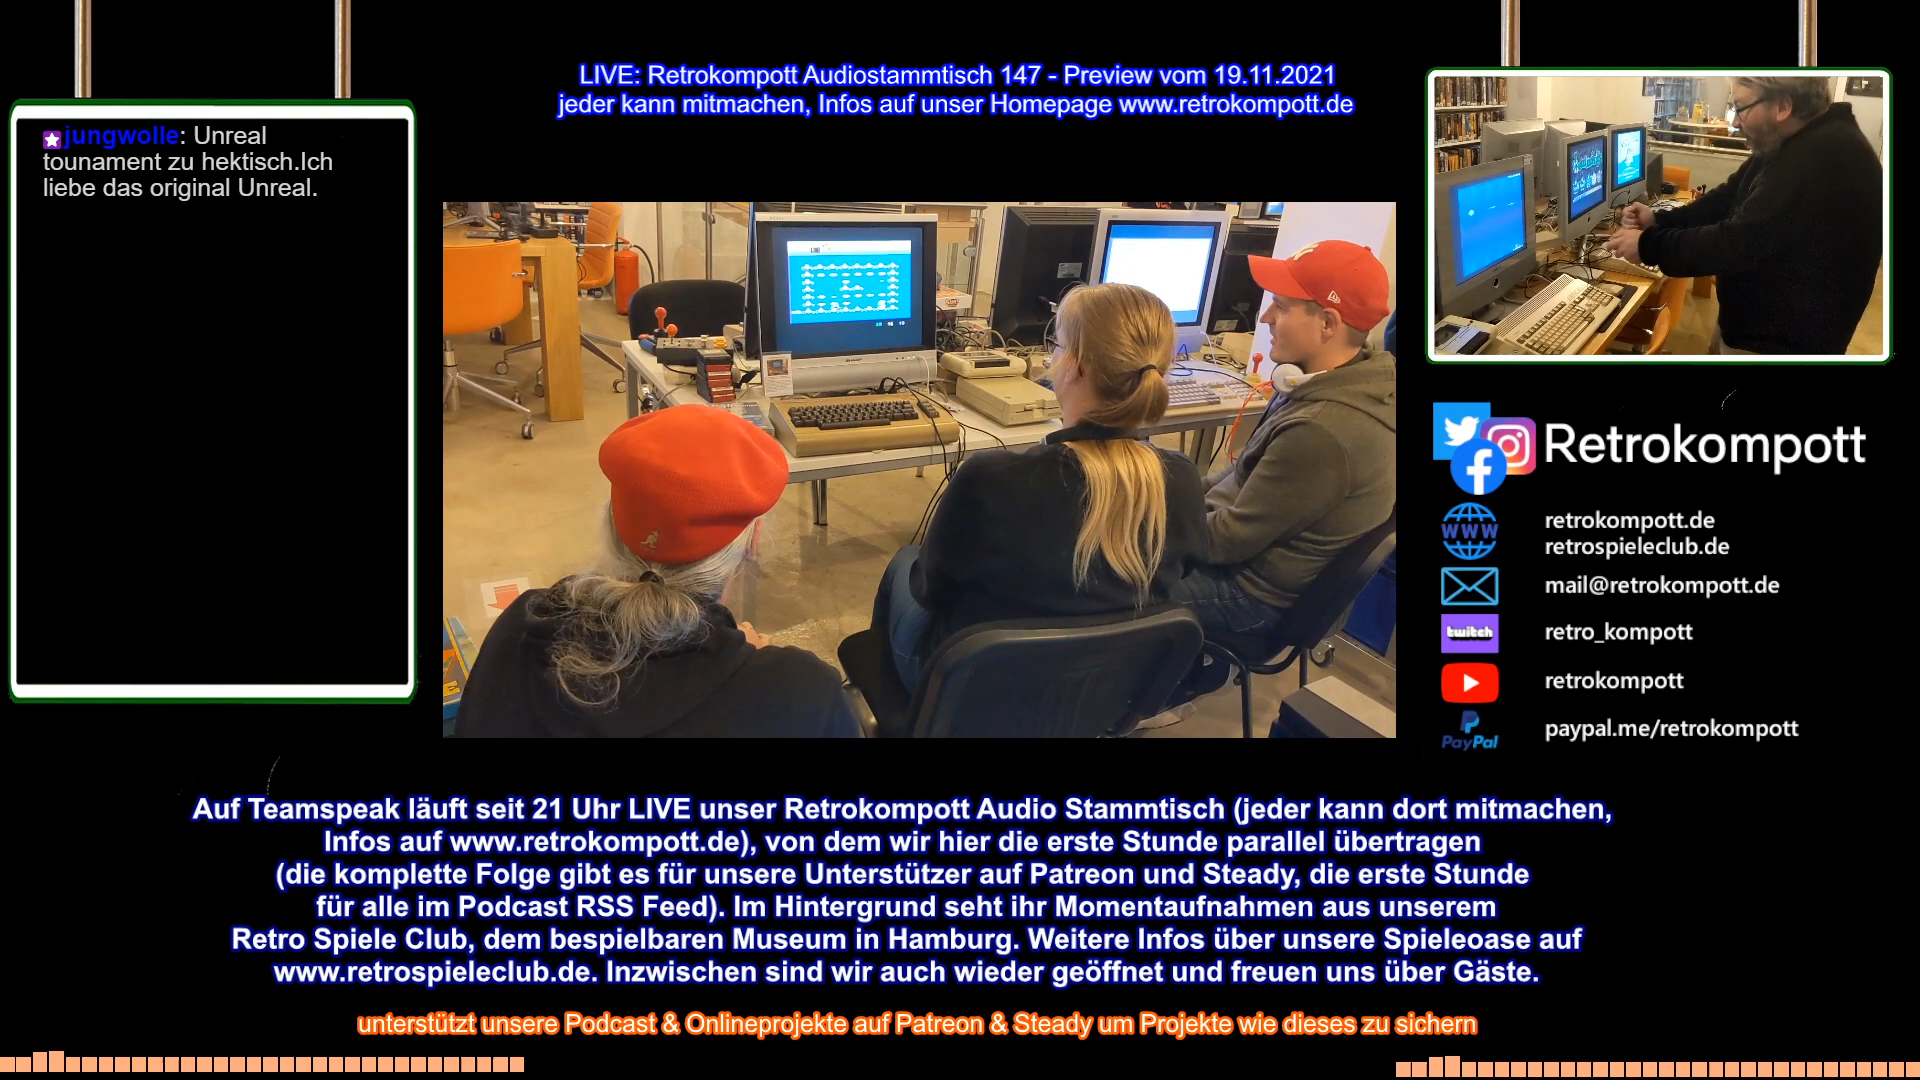 LIVE: Retrokompott Audiostammtisch 147 - Preview vom 19.11.2021
jeder kann mitmachen, Infos auf unser Homepage www.retrokompott.de
jungwolle: Unreal
tounament zu hektisch.Ich
liebe das original Unreal.
SHARP
Retrokompott
WWW
retrokompott.de
retrospieleclub.de
mail@retrokompott.de
twitch
retro_kompott
retrokompott
PayPal
paypal.me/retrokompott
Auf Teamspeak läuft seit 21 Uhr LIVE unser Retrokompott Audio Stammtisch (jeder kann dort mitmachen,
Infos auf www.retrokompott.de), von dem wir hier die erste Stunde parallel übertragen
(die komplette Folge gibt es für unsere Unterstützer auf Patreon und Steady, die erste Stunde
für alle im Podcast RSS Feed). Im Hintergrund seht ihr Momentaufnahmen aus unserem
Retro Spiele Club, dem bespielbaren Museum in Hamburg. Weitere Infos über unsere Spieleoase auf
www.retrospieleclub.de. Inzwischen sind wir auch wieder geöffnet und freuen uns über Gäste.
unterstützt unsere Podcast & Onlineprojekte auf Patreon & Steady um Projekte wie dieses zu sichern